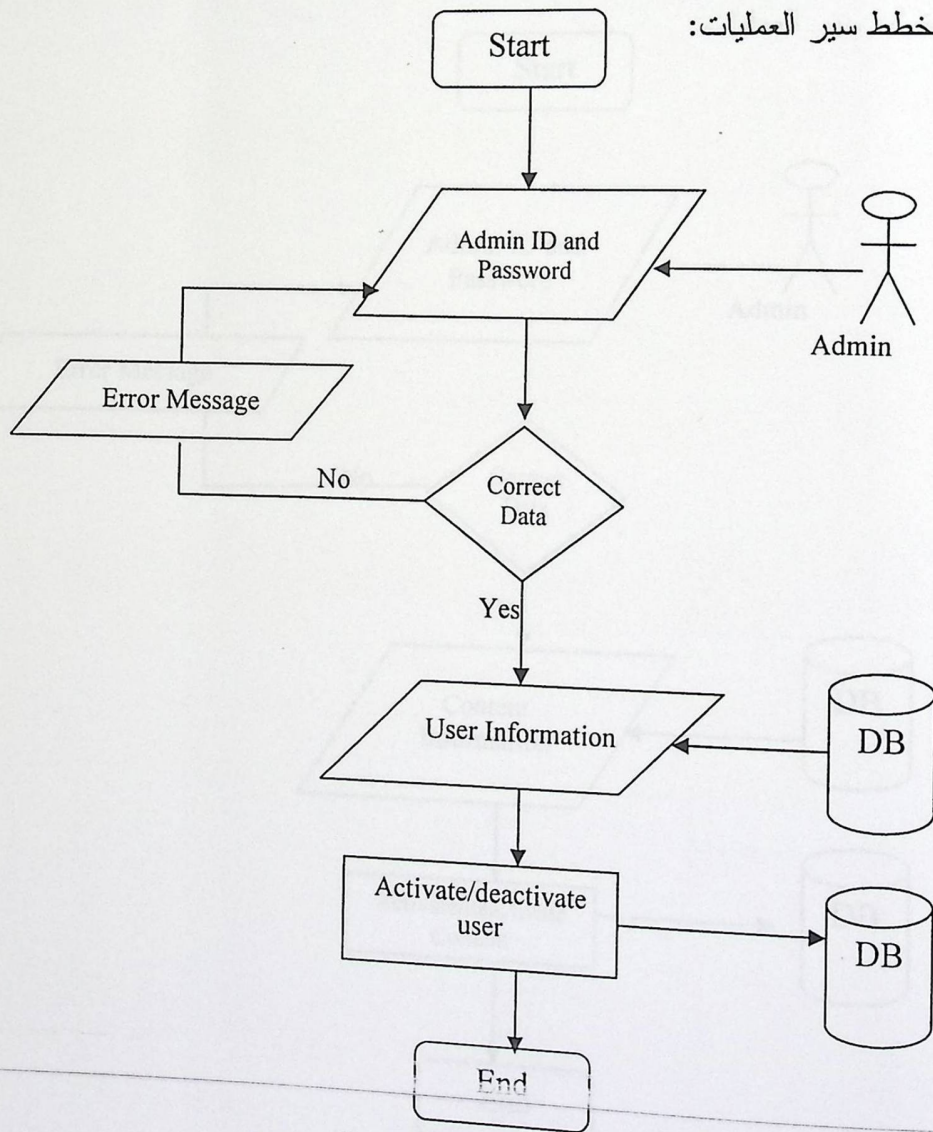 خطط سير العمليات:
Start
Admin ID and
Password
Admin
Error Message
No
Correct
Data
Yes
User Information
DB
Activate/deactivate
user
DB
End